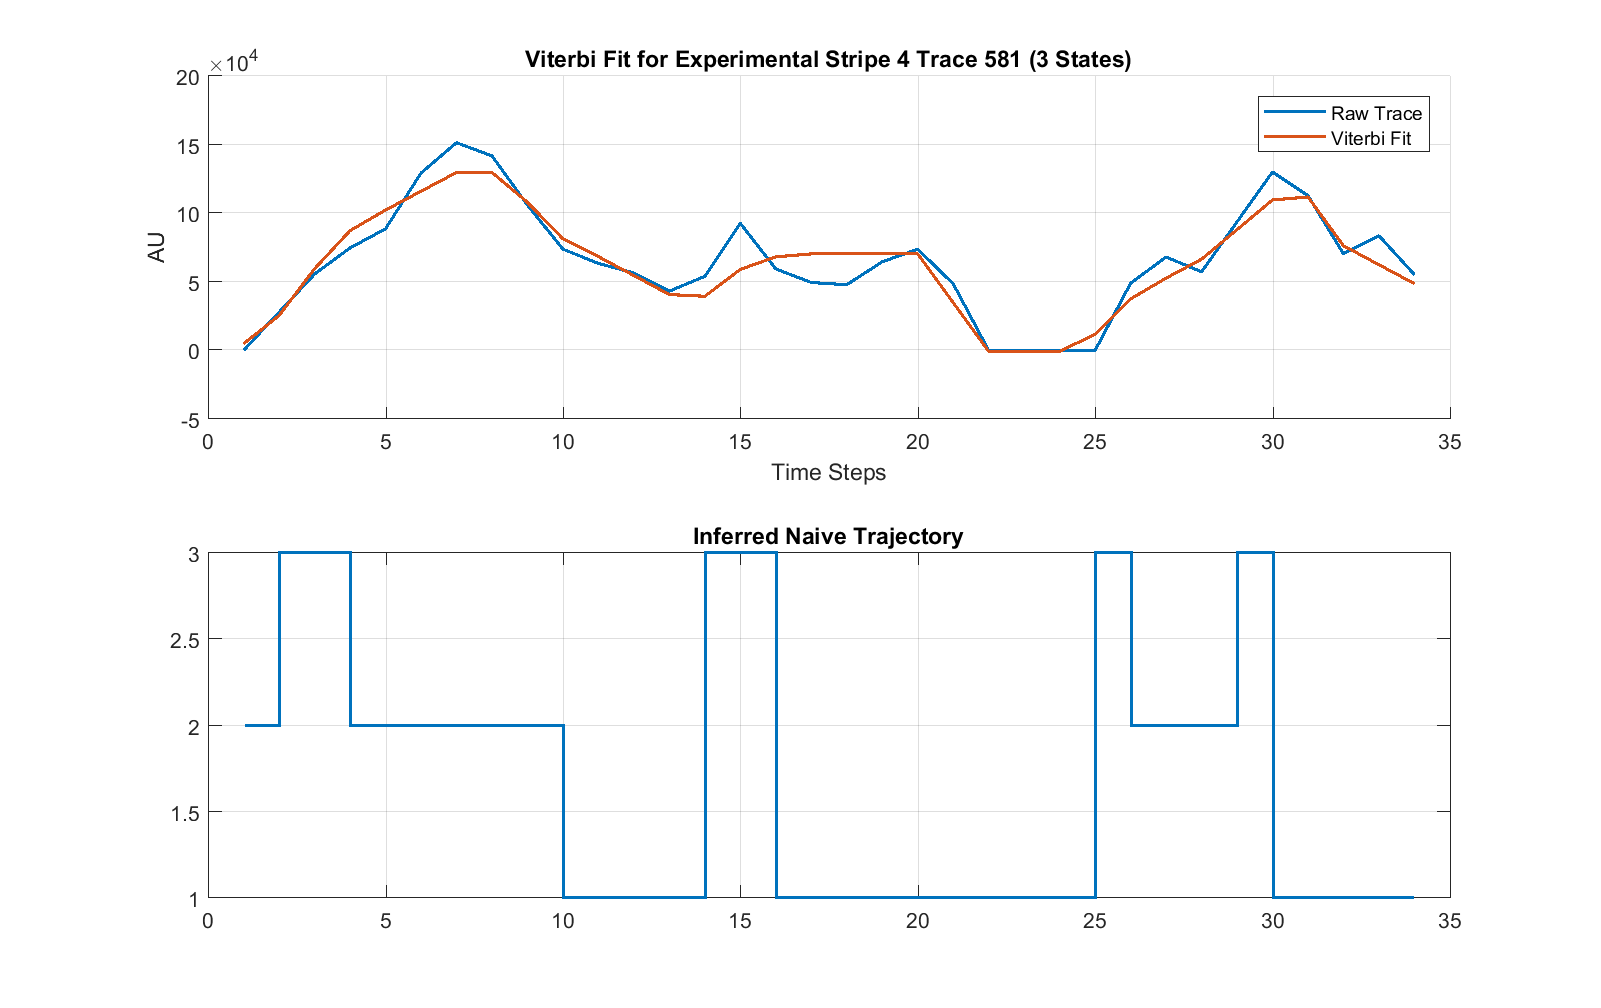 Viterbi Fit for Experimental Stripe 4 Trace 581 (3 States)
×10^4
20
15
10
5
0
-5
AU
Raw Trace
Viterbi Fit
0 5 10 15 20 25 30 35
Time Steps
Inferred Naive Trajectory
3
2.5
2
1.5
1
0 5 10 15 20 25 30 35